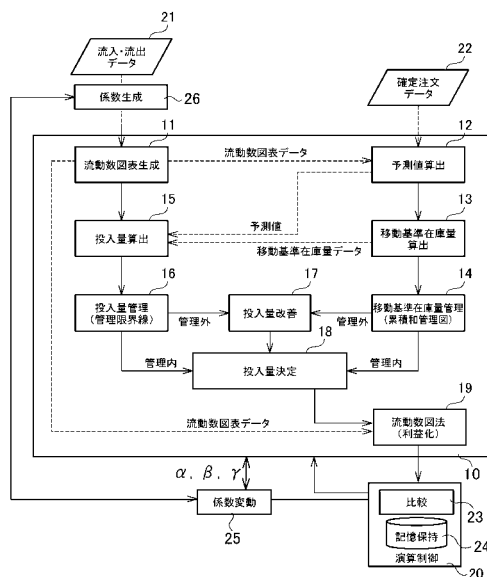 21
流入・流出
データ
22
確定注文
データ
係数生成
26
11
流動数図表生成
流動数図表データ
12
予測値算出
15
投入量算出
予測値
移動基準在庫量データ
13
移動基準在庫量
算出
16
投入量管理
(管理限界線)
管理外
17
投入量改善
管理外
14
移動基準在庫量管理
(累積和管理図)
管理内
18
投入量決定
管理内
19
流動数図法
(利益化)
流動数図表データ
10
α, β, γ
係数変動
25
比較
23
記憶保持
24
演算制御
20